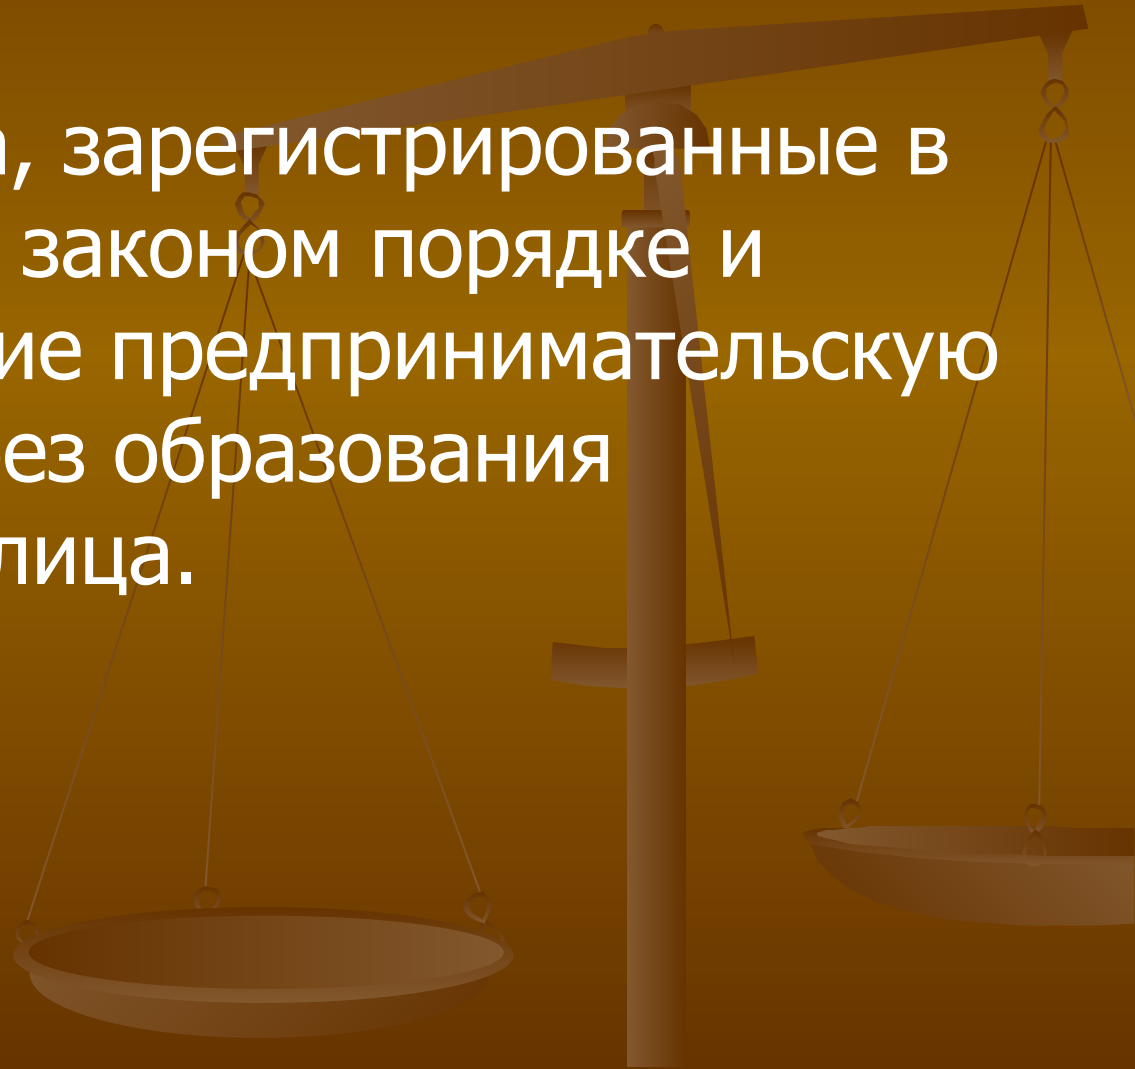 , зарегистрированные в
законом порядке и
ие предпринимательскую
ез образования
лица.